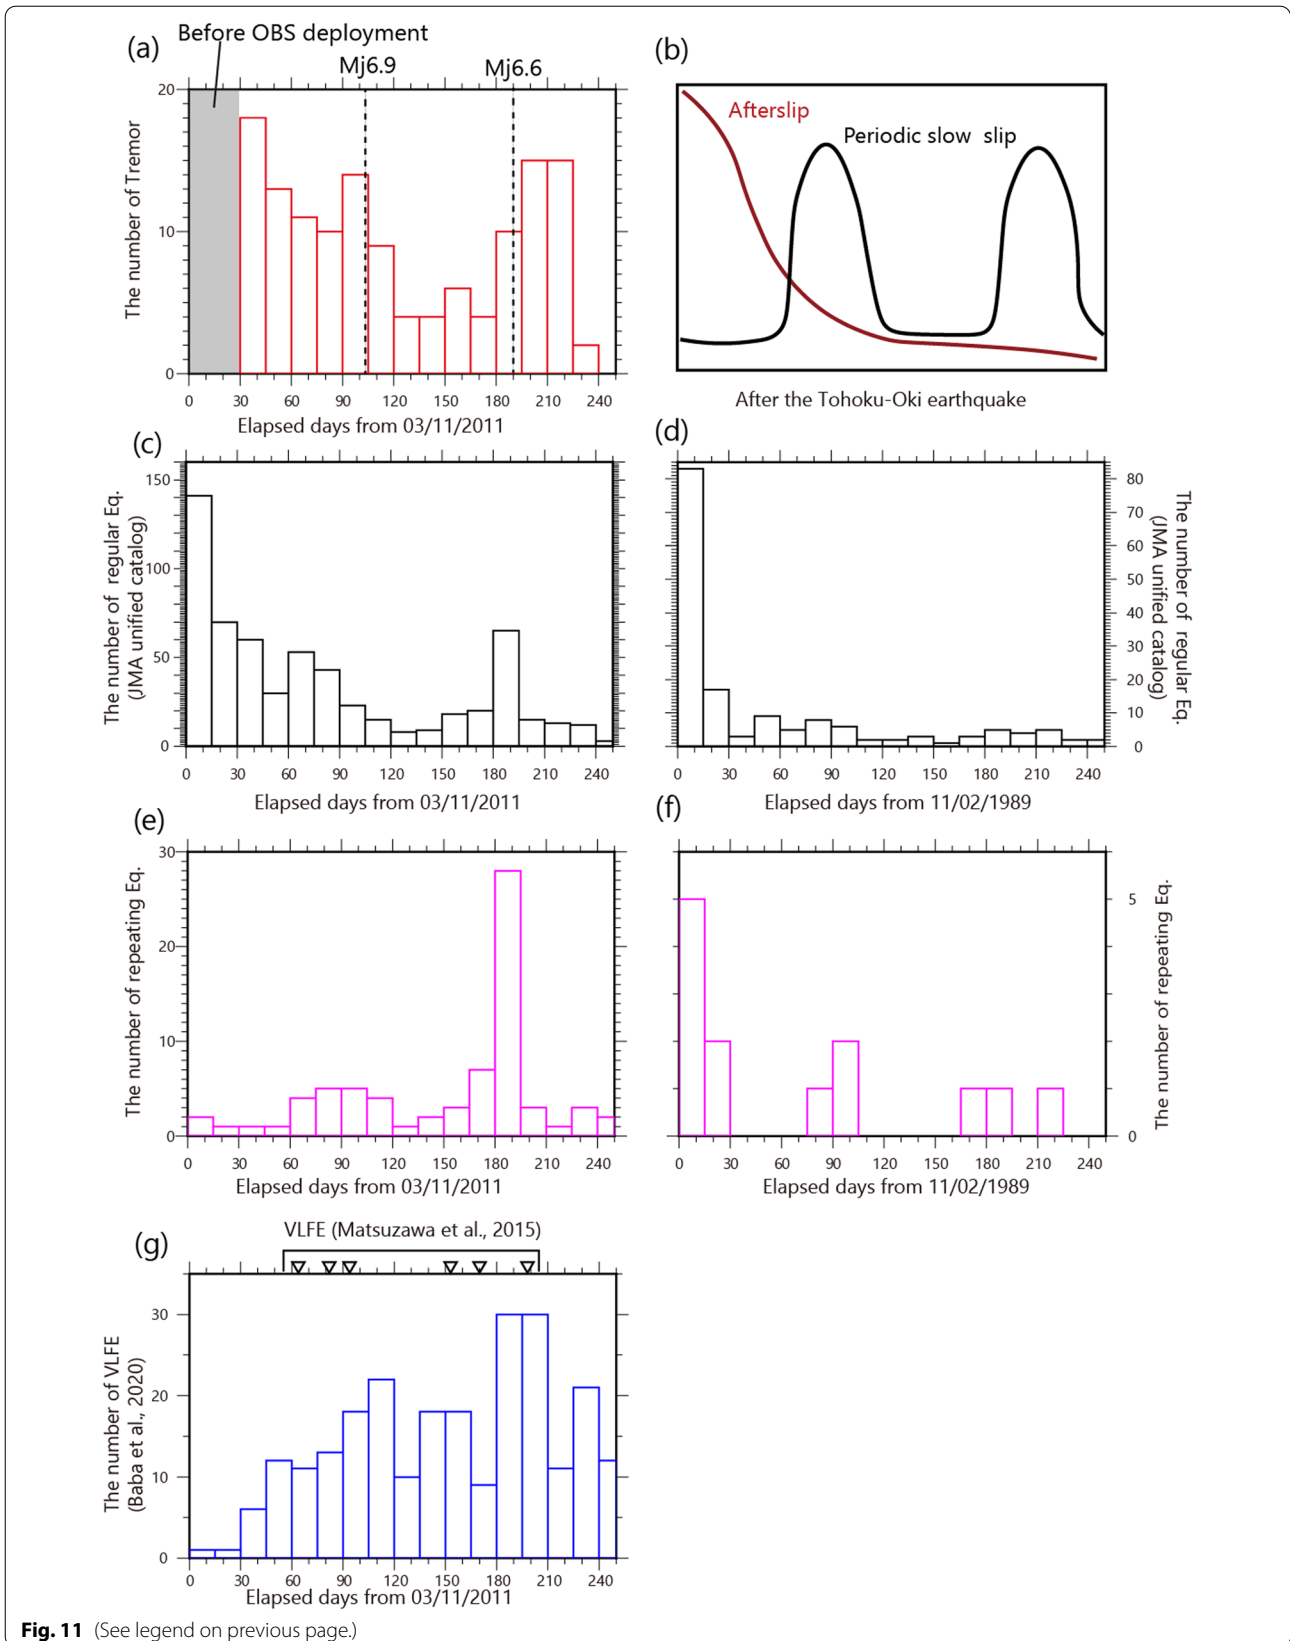 (a)
Before OBS deployment
Mj6.9
Mj6.6
The number of Tremor
20
10
0
0 30 60 90 120 150 180 210 240
Elapsed days from 03/11/2011
(b)
Afterslip
Periodic slow slip
After the Tohoku-Oki earthquake
(c)
The number of regular Eq.
(JMA unified catalog)
150
100
50
0
0 30 60 90 120 150 180 210 240
Elapsed days from 03/11/2011
(d)
80
70
60
50
40
30
20
10
0
The number of regular Eq.
(JMA unified catalog)
0 30 60 90 120 150 180 210 240
Elapsed days from 11/02/1989
(e)
The number of repeating Eq.
30
20
10
0
0 30 60 90 120 150 180 210 240
Elapsed days from 03/11/2011
(f)
5
0
The number of repeating Eq.
0 30 60 90 120 150 180 210 240
Elapsed days from 11/02/1989
(g)
VLFE (Matsuzawa et al., 2015)
The number of VLFE
(Baba et al., 2020)
30
20
10
0
0 30 60 90 120 150 180 210 240
Elapsed days from 03/11/2011
Fig. 11 (See legend on previous page.)